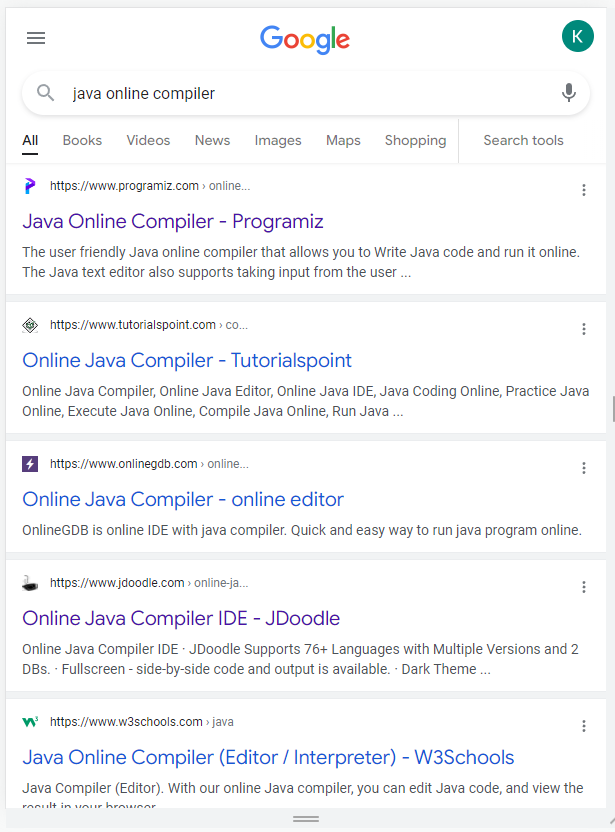 Google
K
java online compiler
All Books Videos News Images Maps Shopping Search tools
https://www.programiz.com › online...
Java Online Compiler - Programiz
The user friendly Java online compiler that allows you to Write Java code and run it online.
The Java text editor also supports taking input from the user ...
https://www.tutorialspoint.com › co...
Online Java Compiler - Tutorialspoint
Online Java Compiler, Online Java Editor, Online Java IDE, Java Coding Online, Practice Java
Online, Execute Java Online, Compile Java Online, Run Java ...
https://www.onlinegdb.com › online...
Online Java Compiler - online editor
OnlineGDB is online IDE with java compiler. Quick and easy way to run java program online.
https://www.jdoodle.com › online-ja...
Online Java Compiler IDE - JDoodle
Online Java Compiler IDE · JDoodle Supports 76+ Languages with Multiple Versions and 2
DBs. · Fullscreen - side-by-side code and output is available. · Dark Theme ...
https://www.w3schools.com › java
Java Online Compiler (Editor / Interpreter) - W3Schools
Java Compiler (Editor). With our online Java compiler, you can edit Java code, and view the
result in your browser